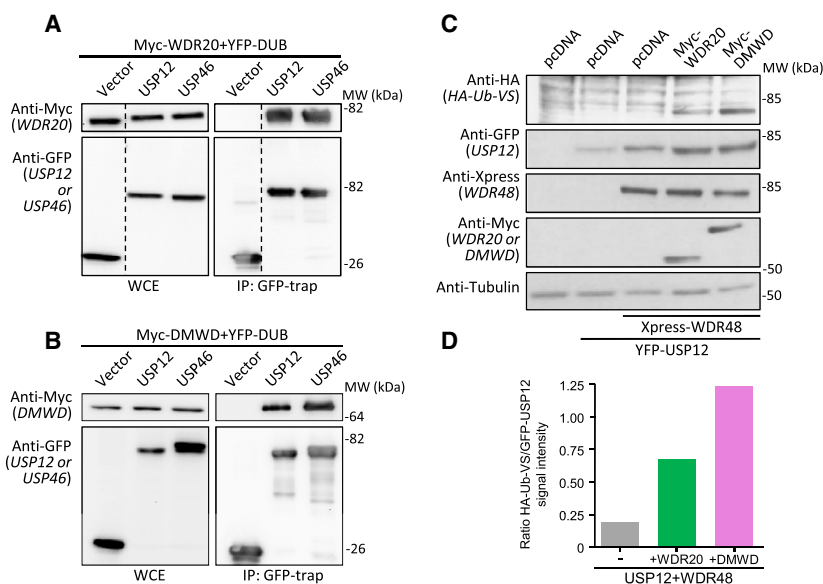 A
Myc-WDR20+YFP-DUB
Vector
USP12
USP46
Vector
USP12
USP46
MW (kDa)
Anti-Myc
(WDR20)
-82
Anti-GFP
(USP12
or
USP46)
-82
-26
WCE
IP: GFP-trap
B
Myc-DMWD+YFP-DUB
Vector
USP12
USP46
Vector
USP12
USP46
MW (kDa)
Anti-Myc
(DMWD)
-64
Anti-GFP
(USP12 or
USP46)
-82
-26
WCE
IP: GFP-trap
C
pcDNA
pcDNA
pcDNA
Myc-
WDR20
Myc-
DMWD
MW (kDa)
Anti-HA
(HA-Ub-VS)
-85
Anti-GFP
(USP12)
-85
Anti-Xpress
(WDR48)
-85
Anti-Myc
(WDR20 or
DMWD)
-50
Anti-Tubulin
-50
Xpress-WDR48
YFP-USP12
D
Ratio HA-Ub-VS/GFP-USP12
signal intensity
1.25
1.00
0.75
0.50
0.25
0
-
+WDR20
+DMWD
USP12+WDR48